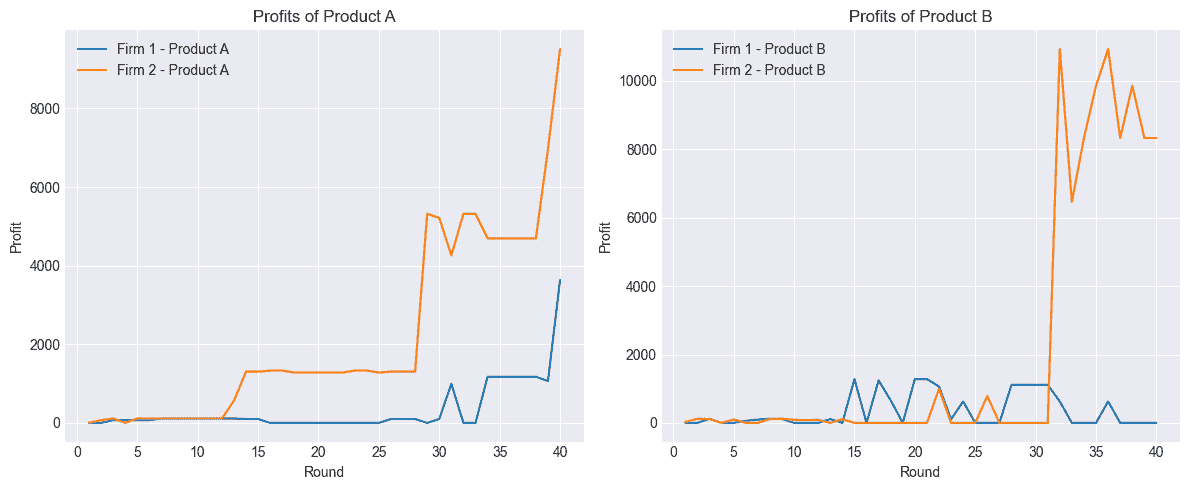 Profits of Product A
Firm 1 - Product A
Firm 2 - Product A
8000
6000
4000
2000
0
Profit
0 5 10 15 20 25 30 35 40
Round
Profits of Product B
Firm 1 - Product B
Firm 2 - Product B
10000
8000
6000
4000
2000
0
Profit
0 5 10 15 20 25 30 35 40
Round